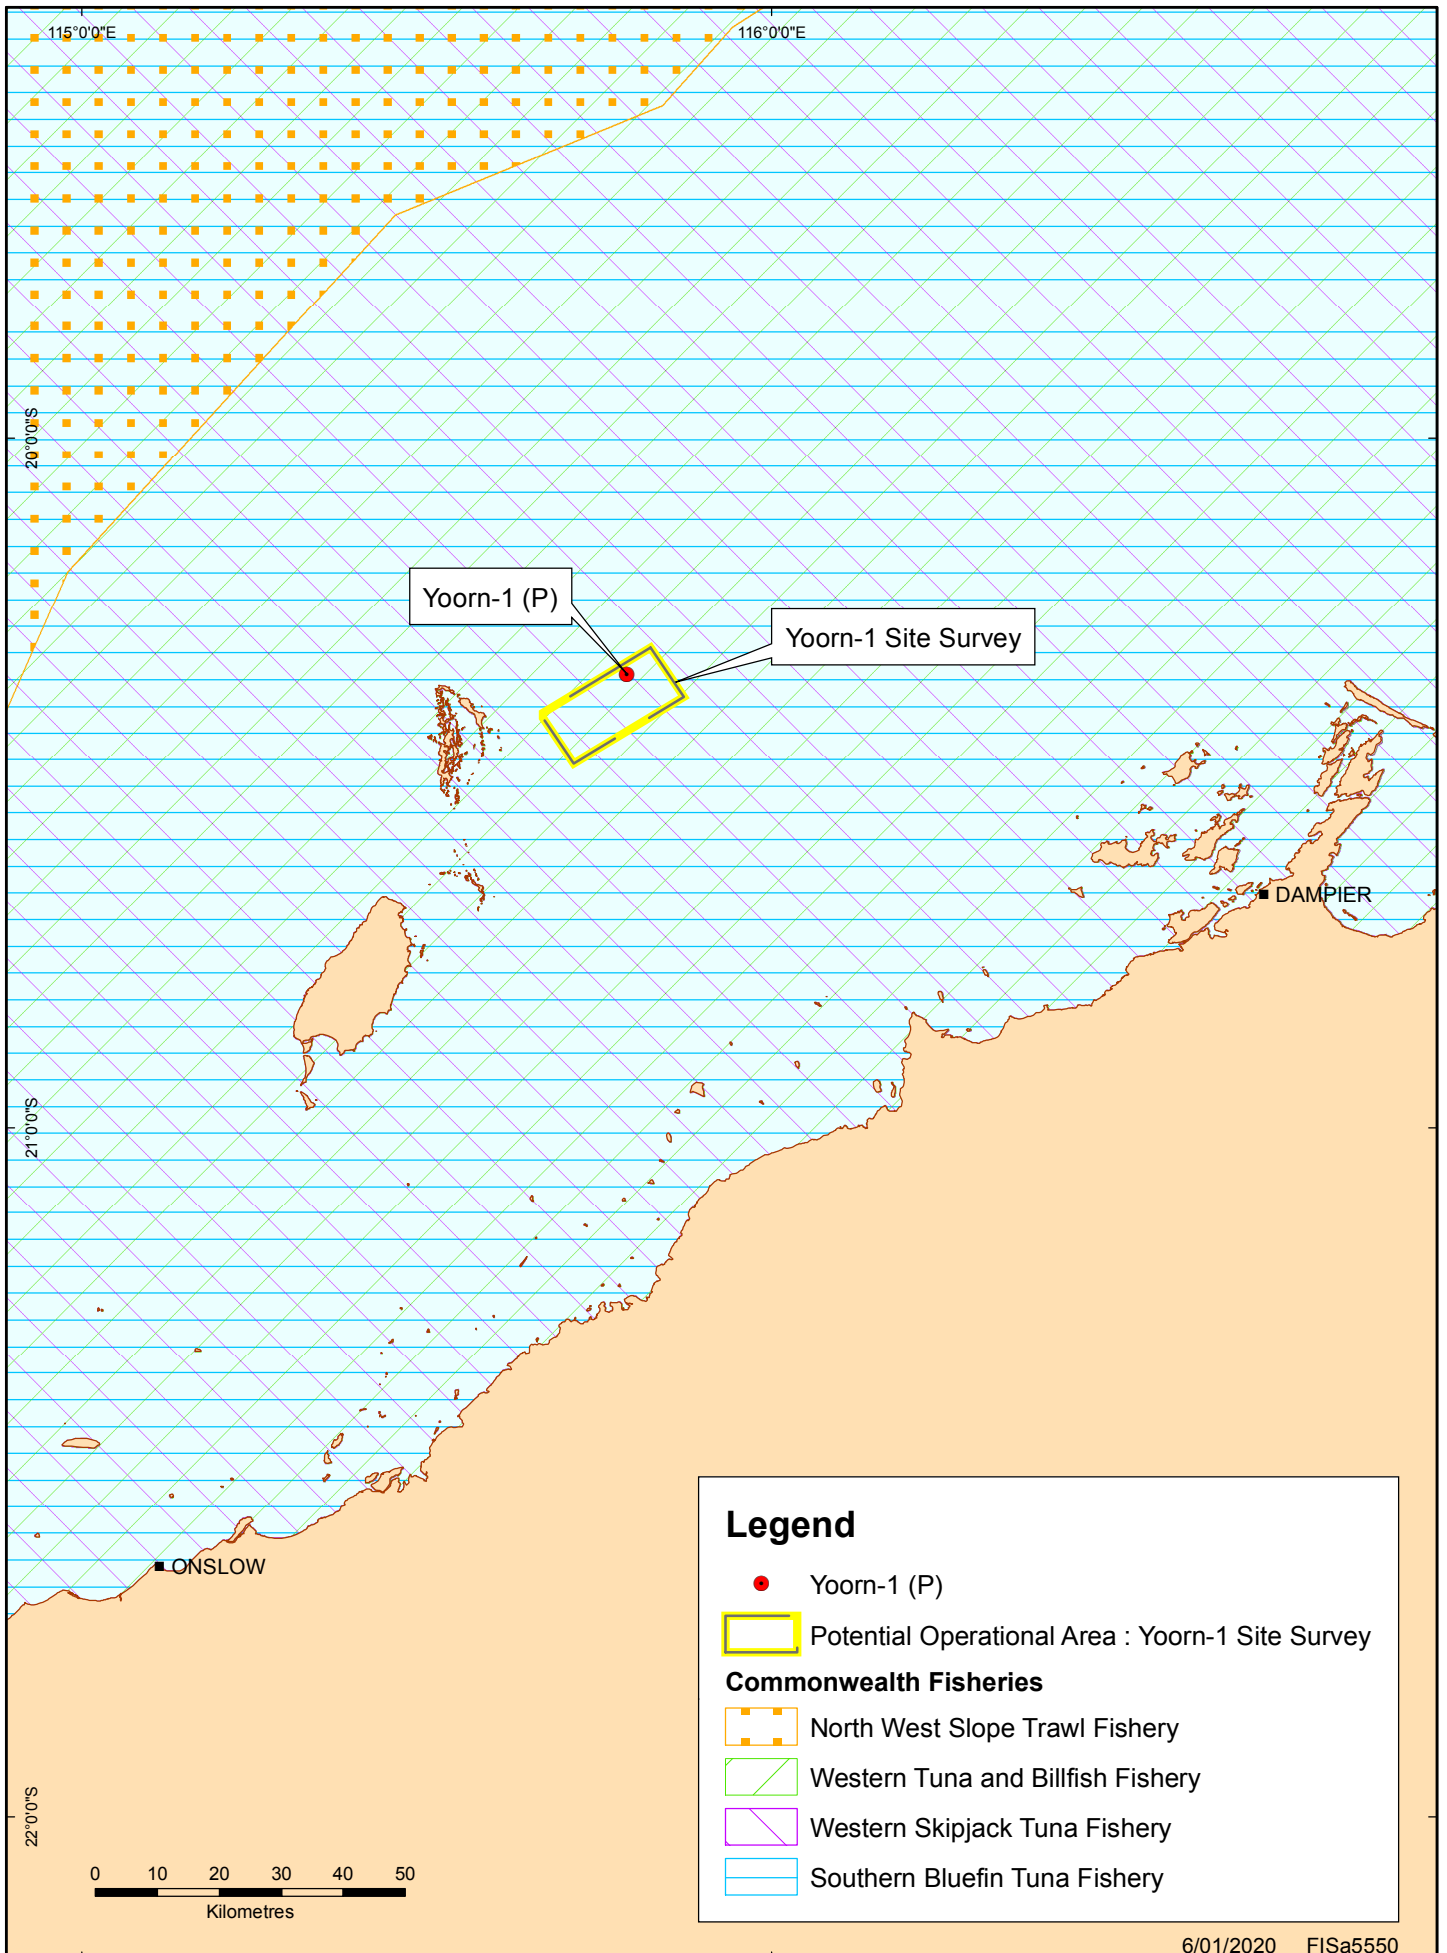 115°0'0"E
116°0'0"E
20°0'0"S
Yoorn-1 (P)
Yoorn-1 Site Survey
DAMPIER
21°0'0"S
ONSLOW
22°0'0"S
Legend
Yoorn-1 (P)
Potential Operational Area : Yoorn-1 Site Survey
Commonwealth Fisheries
North West Slope Trawl Fishery
Western Tuna and Billfish Fishery
Western Skipjack Tuna Fishery
Southern Bluefin Tuna Fishery
0 10 20 30 40 50
Kilometres
6/01/2020 FISa5550